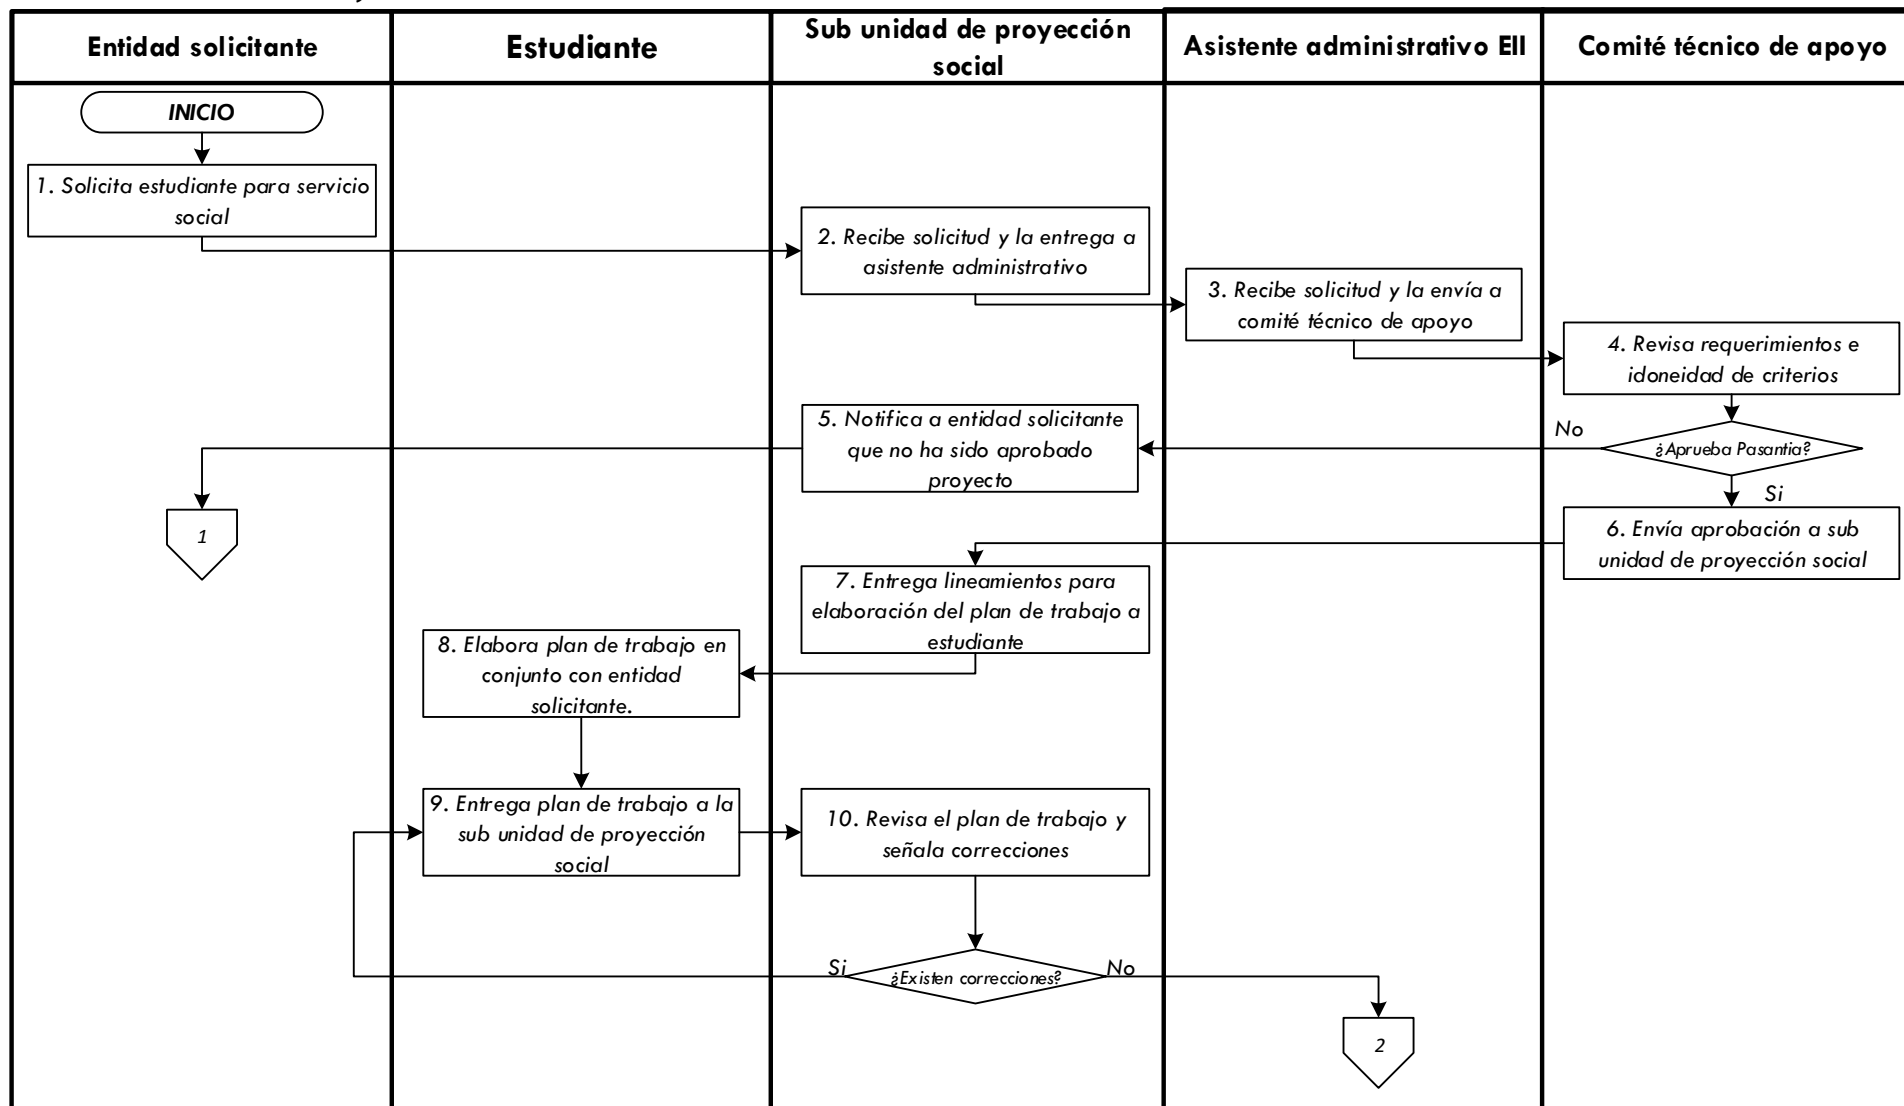 Entidad solicitante
Estudiante
Sub unidad de proyección
social
Asistente administrativo EII
Comité técnico de apoyo
INICIO
1. Solicita estudiante para servicio
social
2. Recibe solicitud y la entrega a
asistente administrativo
3. Recibe solicitud y la envía a
comité técnico de apoyo
4. Revisa requerimientos e
idoneidad de criterios
5. Notifica a entidad solicitante
que no ha sido aprobado
proyecto
No
¿Aprueba Pasantia?
Si
1
6. Envía aprobación a sub
unidad de proyección social
7. Entrega lineamientos para
elaboración del plan de trabajo a
estudiante
8. Elabora plan de trabajo en
conjunto con entidad
solicitante.
9. Entrega plan de trabajo a la
sub unidad de proyección
social
10. Revisa el plan de trabajo y
señala correcciones
Si
¿Existen correcciones?
No
2